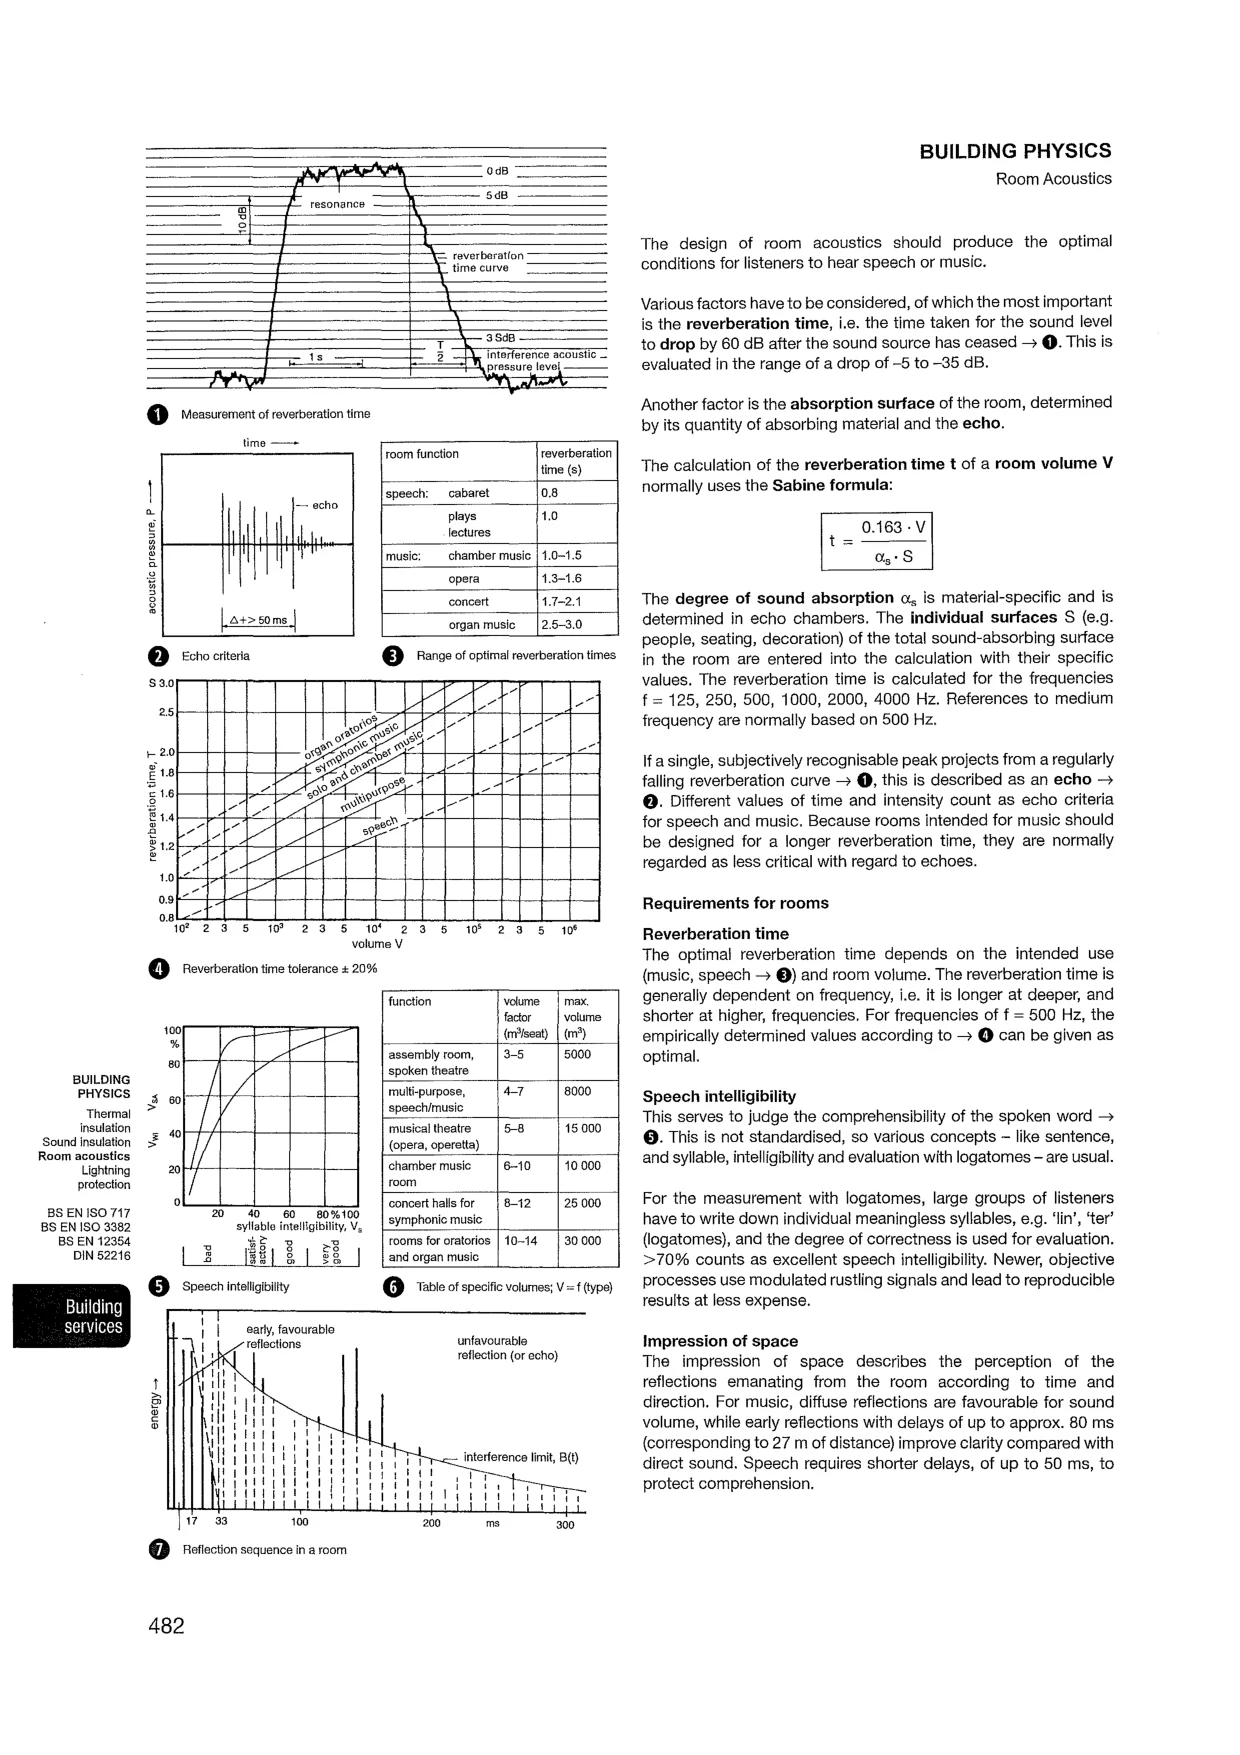 BUILDING PHYSICS
Room Acoustics
0 dB
5 dB
resonance
10 dB
reverberation
time curve
3 SdB
T
2
1 s
interference acoustic
pressure level
1 Measurement of reverberation time
time
echo
acoustic pressure, P
Δ+> 50 ms
2 Echo criteria
room function
reverberation
time (s)
speech: cabaret 0.8
plays 1.0
lectures
music: chamber music 1.0–1.5
opera 1.3–1.6
concert 1.7–2.1
organ music 2.5–3.0
3 Range of optimal reverberation times
S 3.0
2.5
2.0
1.8
1.6
1.4
1.2
1.0
0.9
0.8
reverberation time, T
organ oratorios
symphonic music
solo and chamber music
multipurpose
speech
10² 2 3 5 10³ 2 3 5 10⁴ 2 3 5 10⁵ 2 3 5 10⁶
volume V
4 Reverberation time tolerance ± 20%
100
%
80
60
40
20
0
VWI VSA
20 40 60 80 % 100
syllable intelligibility, Vs
bad
satisf-
actory
good
very
good
5 Speech intelligibility
function
volume
factor
(m³/seat)
max.
volume
(m³)
assembly room, 3–5 5000
spoken theatre
multi-purpose, 4–7 8000
speech/music
musical theatre 5–8 15 000
(opera, operetta)
chamber music 6–10 10 000
room
concert halls for 8–12 25 000
symphonic music
rooms for oratorios 10–14 30 000
and organ music
6 Table of specific volumes; V = f (type)
early, favourable
reflections
unfavourable
reflection (or echo)
energy
interference limit, B(t)
17 33 100 200 ms 300
7 Reflection sequence in a room
BUILDING
PHYSICS
Thermal
insulation
Sound insulation
Room acoustics
Lightning
protection
BS EN ISO 717
BS EN ISO 3382
BS EN 12354
DIN 52216
Building
services
The design of room acoustics should produce the optimal
conditions for listeners to hear speech or music.
Various factors have to be considered, of which the most important
is the reverberation time, i.e. the time taken for the sound level
to drop by 60 dB after the sound source has ceased → 1. This is
evaluated in the range of a drop of –5 to –35 dB.
Another factor is the absorption surface of the room, determined
by its quantity of absorbing material and the echo.
The calculation of the reverberation time t of a room volume V
normally uses the Sabine formula:
t = 0.163 · V
αs · S
The degree of sound absorption αs is material-specific and is
determined in echo chambers. The individual surfaces S (e.g.
people, seating, decoration) of the total sound-absorbing surface
in the room are entered into the calculation with their specific
values. The reverberation time is calculated for the frequencies
f = 125, 250, 500, 1000, 2000, 4000 Hz. References to medium
frequency are normally based on 500 Hz.
If a single, subjectively recognisable peak projects from a regularly
falling reverberation curve → 1, this is described as an echo →
2. Different values of time and intensity count as echo criteria
for speech and music. Because rooms intended for music should
be designed for a longer reverberation time, they are normally
regarded as less critical with regard to echoes.
Requirements for rooms
Reverberation time
The optimal reverberation time depends on the intended use
(music, speech → 3) and room volume. The reverberation time is
generally dependent on frequency, i.e. it is longer at deeper, and
shorter at higher, frequencies. For frequencies of f = 500 Hz, the
empirically determined values according to → 4 can be given as
optimal.
Speech intelligibility
This serves to judge the comprehensibility of the spoken word →
5. This is not standardised, so various concepts – like sentence,
and syllable, intelligibility and evaluation with logatomes – are usual.
For the measurement with logatomes, large groups of listeners
have to write down individual meaningless syllables, e.g. 'lin', 'ter'
(logatomes), and the degree of correctness is used for evaluation.
>70% counts as excellent speech intelligibility. Newer, objective
processes use modulated rustling signals and lead to reproducible
results at less expense.
Impression of space
The impression of space describes the perception of the
reflections emanating from the room according to time and
direction. For music, diffuse reflections are favourable for sound
volume, while early reflections with delays of up to approx. 80 ms
(corresponding to 27 m of distance) improve clarity compared with
direct sound. Speech requires shorter delays, of up to 50 ms, to
protect comprehension.
482